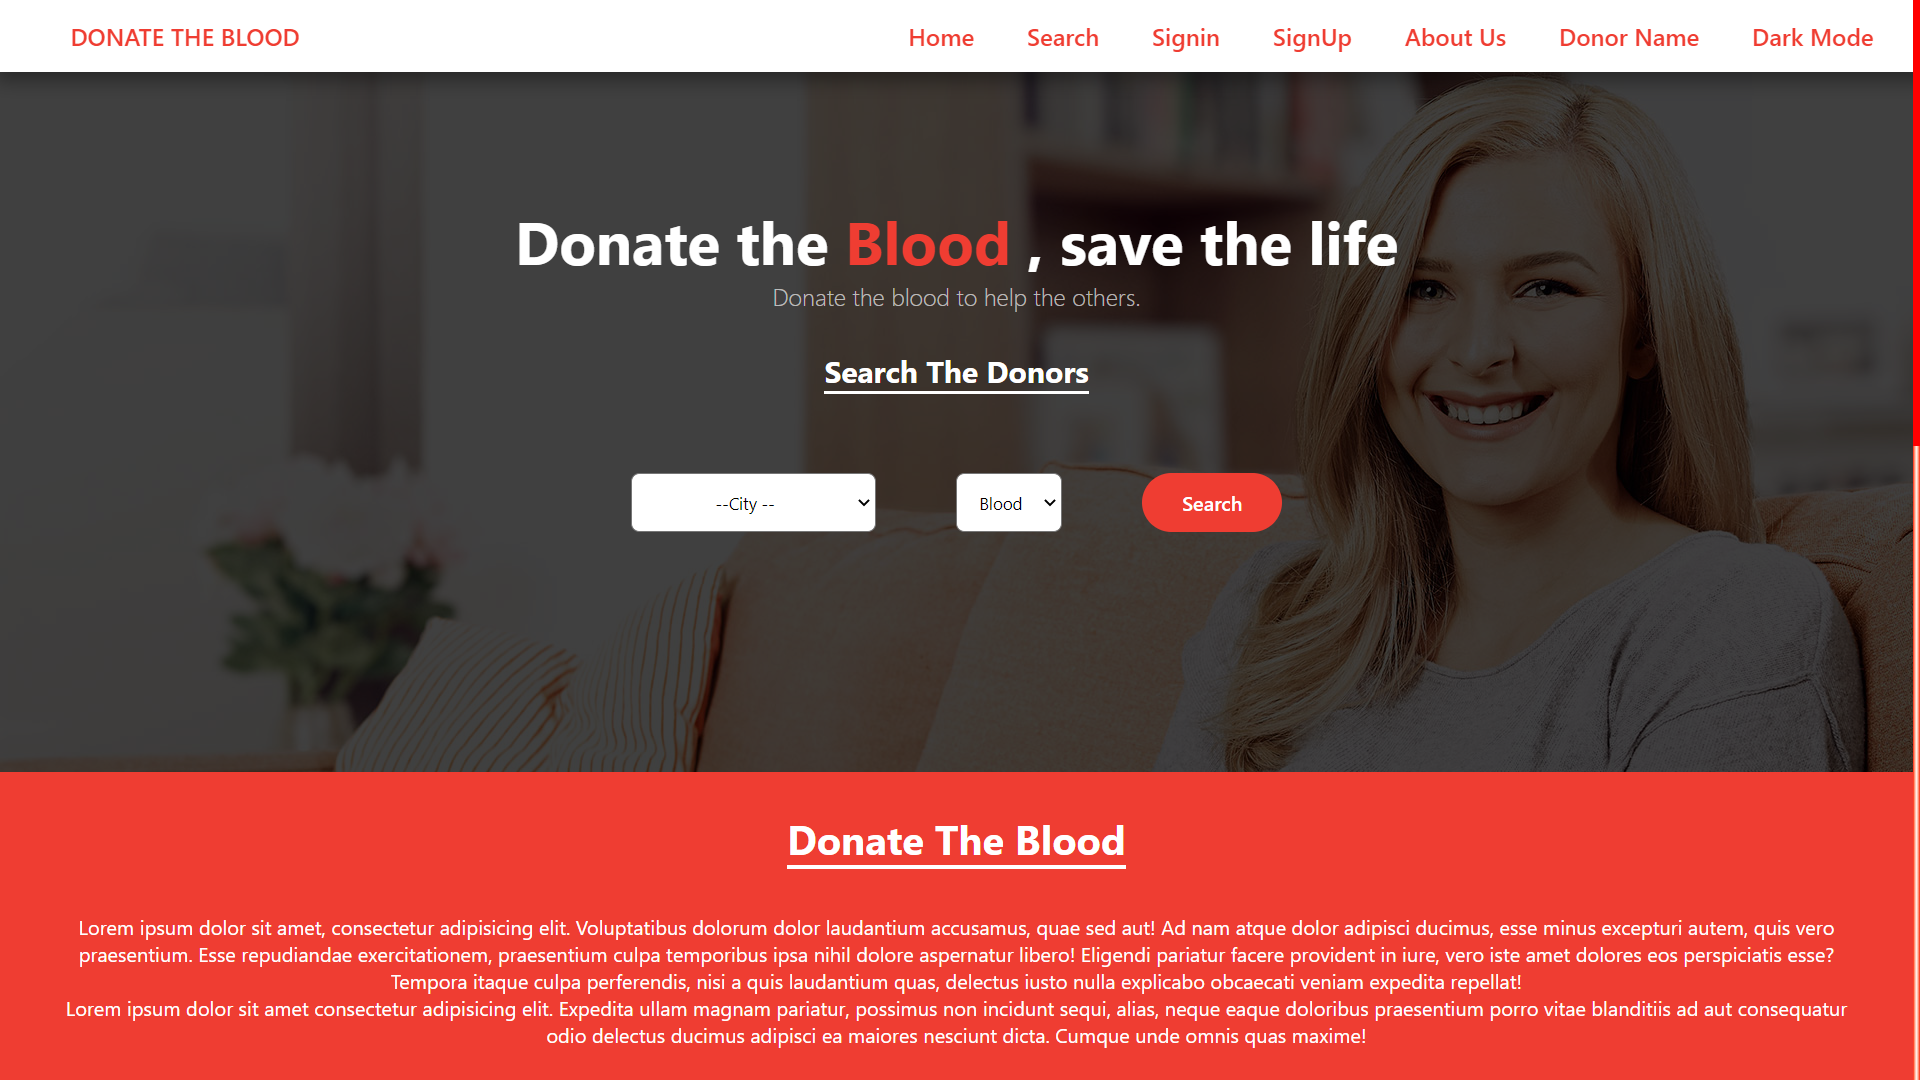 DONATE THE BLOOD
Home Search Signin SignUp About Us Donor Name Dark Mode
Donate the Blood , save the life
Donate the blood to help the others.
Search The Donors
--City --
Blood
Search
Donate The Blood
Lorem ipsum dolor sit amet, consectetur adipisicing elit. Voluptatibus dolorum dolor laudantium accusamus, quae sed aut! Ad nam atque dolor adipisci ducimus, esse minus excepturi autem, quis vero
praesentium. Esse repudiandae exercitationem, praesentium culpa temporibus ipsa nihil dolore aspernatur libero! Eligendi pariatur facere provident in iure, vero iste amet dolores eos perspiciatis esse?
Tempora itaque culpa perferendis, nisi a quis laudantium quas, delectus iusto nulla explicabo obcaecati veniam expedita repellat!
Lorem ipsum dolor sit amet consectetur adipisicing elit. Expedita ullam magnam pariatur, possimus non incidunt sequi, alias, neque eaque doloribus praesentium porro vitae blanditiis ad aut consequatur
odio delectus ducimus adipisci ea maiores nesciunt dicta. Cumque unde omnis quas maxime!